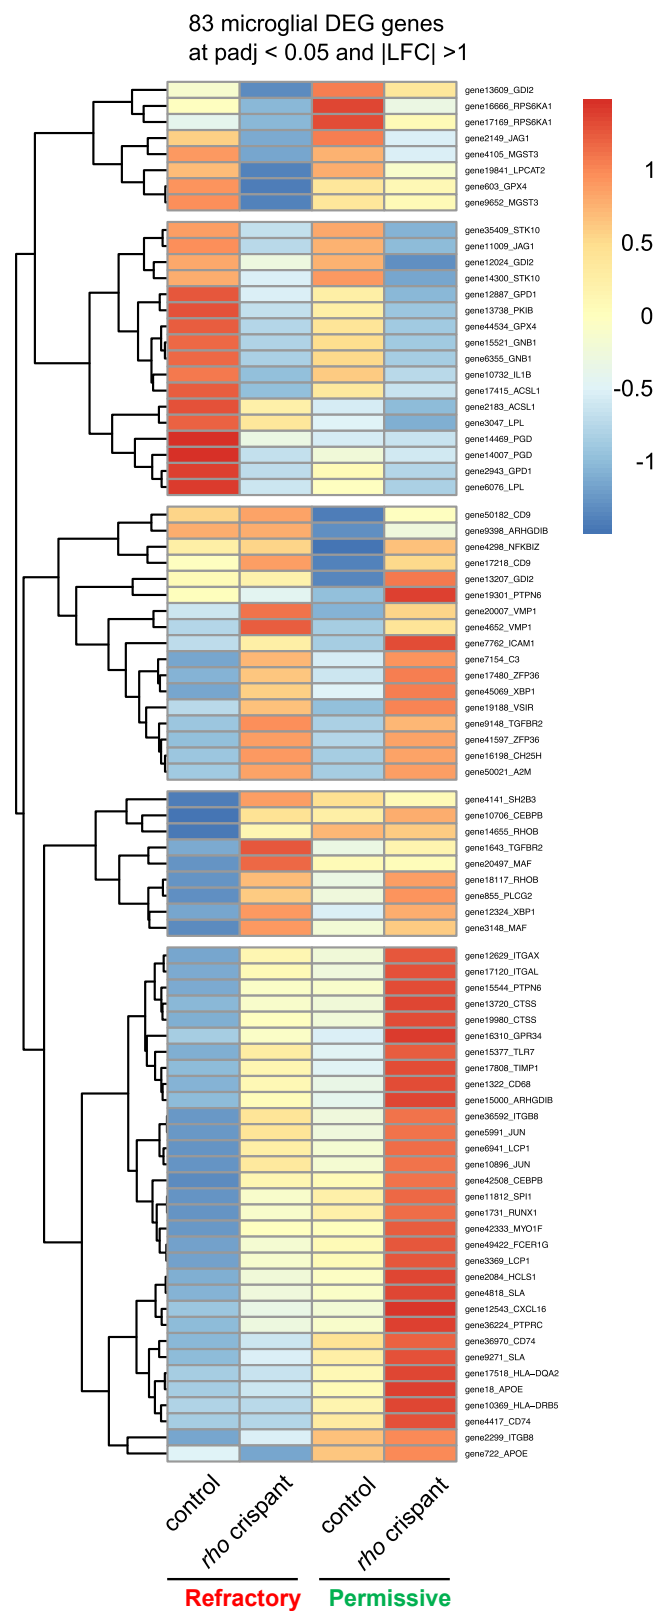 83 microglial DEG genes
at padj < 0.05 and |LFC| >1
gene13609_GDI2
gene16666_RPS6KA1
gene17169_RPS6KA1
gene2149_JAG1
gene4105_MGST3
gene19841_LPCAT2
gene603_GPX4
gene9652_MGST3
gene35409_STK10
gene11009_JAG1
gene12024_GDI2
gene14300_STK10
gene12887_GPD1
gene13738_PKIB
gene44534_GPX4
gene15521_GNB1
gene6355_GNB1
gene10732_IL1B
gene17415_ACSL1
gene2183_ACSL1
gene3047_LPL
gene14469_PGD
gene14007_PGD
gene2943_GPD1
gene6076_LPL
gene50182_CD9
gene9398_ARHGDIB
gene4298_NFKBIZ
gene17218_CD9
gene13207_GDI2
gene19301_PTPN6
gene20007_VMP1
gene4652_VMP1
gene7762_ICAM1
gene7154_C3
gene17480_ZFP36
gene45069_XBP1
gene19188_VSIR
gene9148_TGFBR2
gene41597_ZFP36
gene16198_CH25H
gene50021_A2M
gene4141_SH2B3
gene10706_CEBPB
gene14655_RHOB
gene1643_TGFBR2
gene20497_MAF
gene18117_RHOB
gene855_PLCG2
gene12324_XBP1
gene3148_MAF
gene12629_ITGAX
gene17120_ITGAL
gene15544_PTPN6
gene13720_CTSS
gene19980_CTSS
gene16310_GPR34
gene15377_TLR7
gene17808_TIMP1
gene1322_CD68
gene15000_ARHGDIB
gene36592_ITGB8
gene5991_JUN
gene6941_LCP1
gene10896_JUN
gene42508_CEBPB
gene11812_SPI1
gene1731_RUNX1
gene42333_MYO1F
gene49422_FCER1G
gene3369_LCP1
gene2084_HCLS1
gene4818_SLA
gene12543_CXCL16
gene36224_PTPRC
gene36970_CD74
gene9271_SLA
gene17518_HLA−DQA2
gene18_APOE
gene10369_HLA−DRB5
gene4417_CD74
gene2299_ITGB8
gene722_APOE
1
0.5
0
-0.5
-1
control
rho crispant
control
rho crispant
Refractory
Permissive